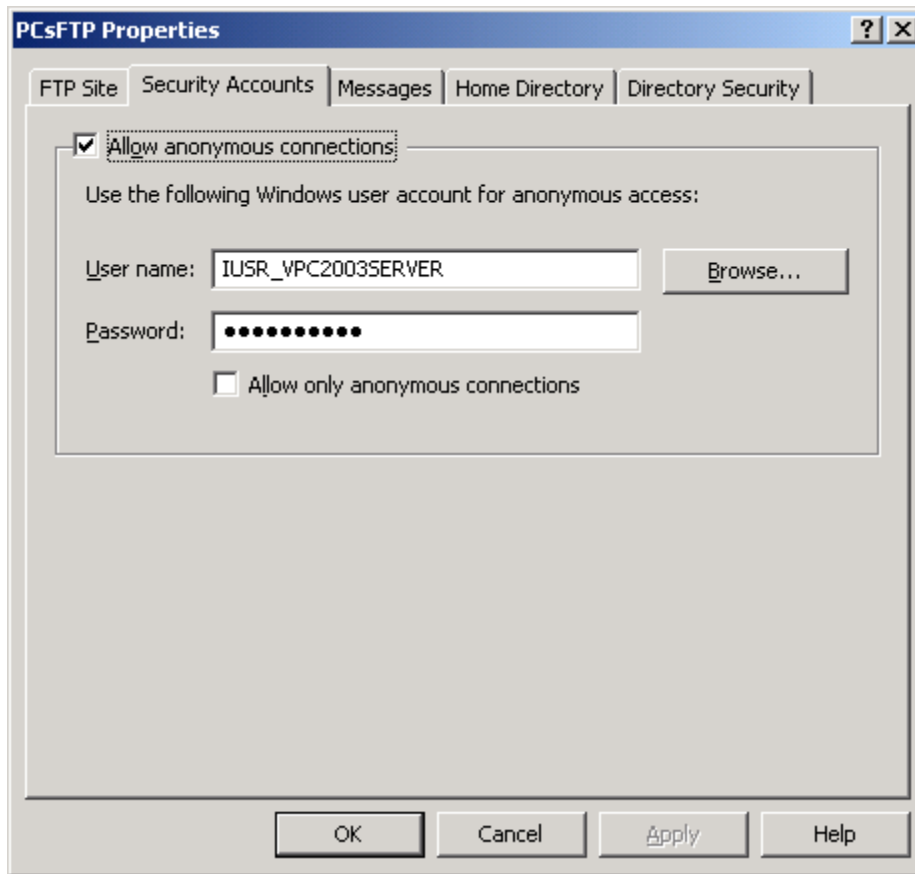 PCsFTP Properties
FTP Site Security Accounts Messages Home Directory Directory Security
Allow anonymous connections
Use the following Windows user account for anonymous access:
User name: IUSR_VPC2003SERVER Browse...
Password: ●●●●●●●●●●
Allow only anonymous connections
OK Cancel Apply Help